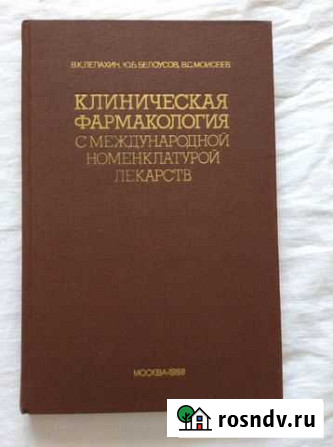 В.К.ЛЕПАХИН, Ю.Б.БЕЛОУСОВ, В.С.МОИСЕЕВ
КЛИНИЧЕСКАЯ
ФАРМАКОЛОГИЯ
С МЕЖДУНАРОДНОЙ
НОМЕНКЛАТУРОЙ
ЛЕКАРСТВ
МОСКВА-1988
rosndv.ru